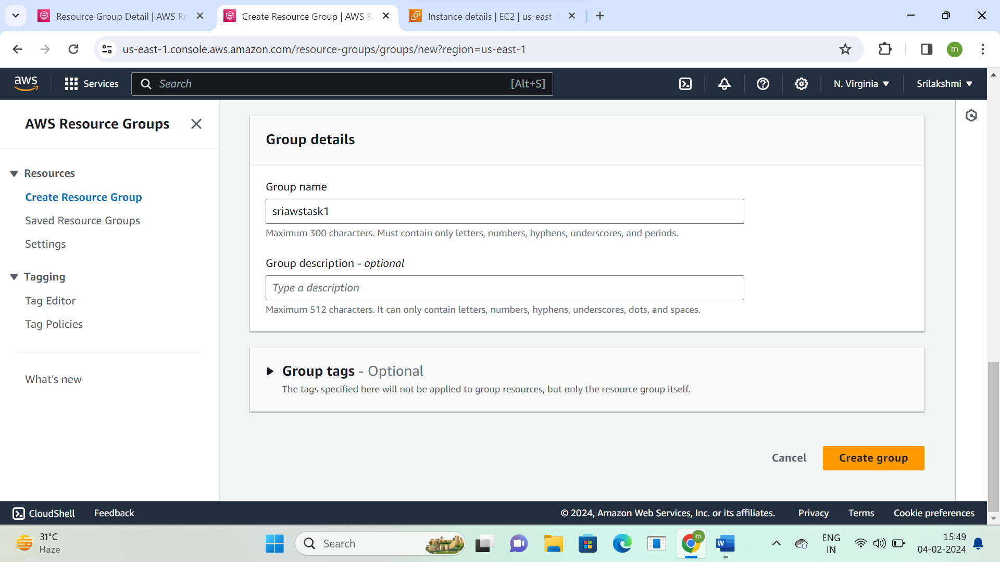 Resource Group Detail | AWS Re
Create Resource Group | AWS R
Instance details | EC2 | us-east-1
us-east-1.console.aws.amazon.com/resource-groups/groups/new?region=us-east-1
m
aws
Services
Search
[Alt+S]
N. Virginia
Srilakshmi
AWS Resource Groups
Resources
Create Resource Group
Saved Resource Groups
Settings
Tagging
Tag Editor
Tag Policies
What's new
Group details
Group name
sriawstask1
Maximum 300 characters. Must contain only letters, numbers, hyphens, underscores, and periods.
Group description - optional
Type a description
Maximum 512 characters. It can only contain letters, numbers, hyphens, underscores, dots, and spaces.
Group tags - Optional
The tags specified here will not be applied to group resources, but only the resource group itself.
Cancel
Create group
CloudShell
Feedback
© 2024, Amazon Web Services, Inc. or its affiliates.
Privacy
Terms
Cookie preferences
31°C
Haze
Search
m
W
ENG
IN
15:49
04-02-2024